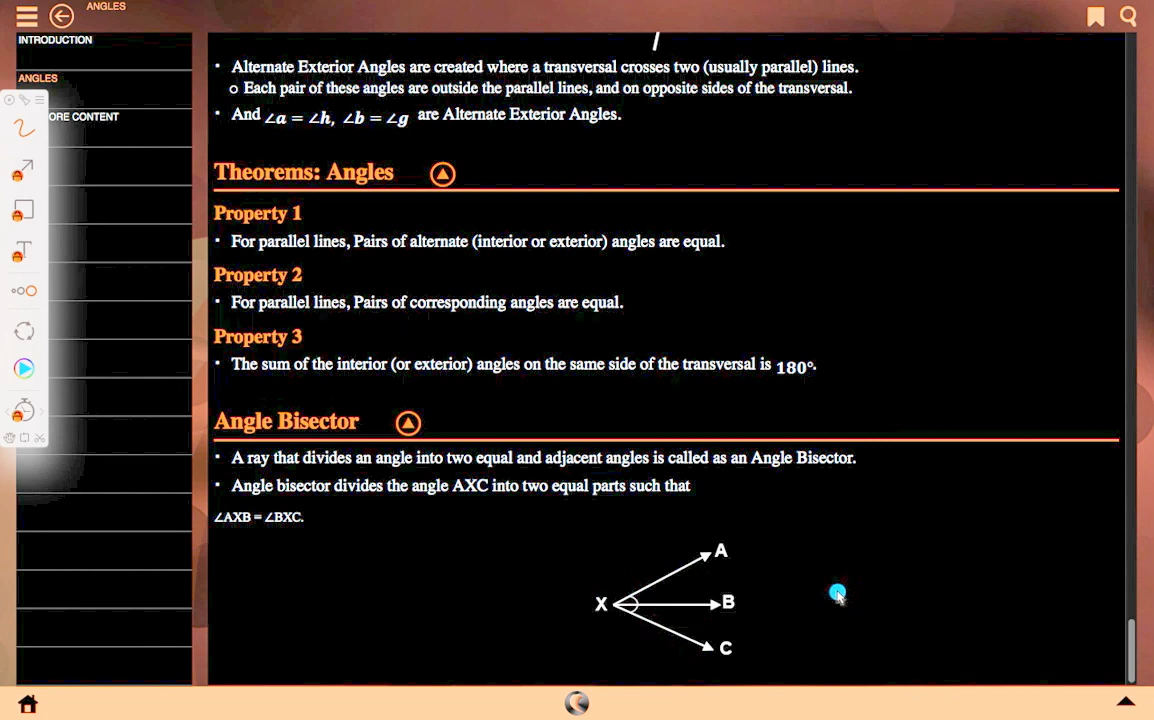 ANGLES
INTRODUCTION
ANGLES
ORE CONTENT
• Alternate Exterior Angles are created where a transversal crosses two (usually parallel) lines.
o Each pair of these angles are outside the parallel lines, and on opposite sides of the transversal.
• And ∠a = ∠h, ∠b = ∠g are Alternate Exterior Angles.
Theorems: Angles
Property 1
• For parallel lines, Pairs of alternate (interior or exterior) angles are equal.
Property 2
• For parallel lines, Pairs of corresponding angles are equal.
Property 3
• The sum of the interior (or exterior) angles on the same side of the transversal is 180°.
Angle Bisector
• A ray that divides an angle into two equal and adjacent angles is called as an Angle Bisector.
• Angle bisector divides the angle AXC into two equal parts such that
∠AXB = ∠BXC.
A
X
B
C